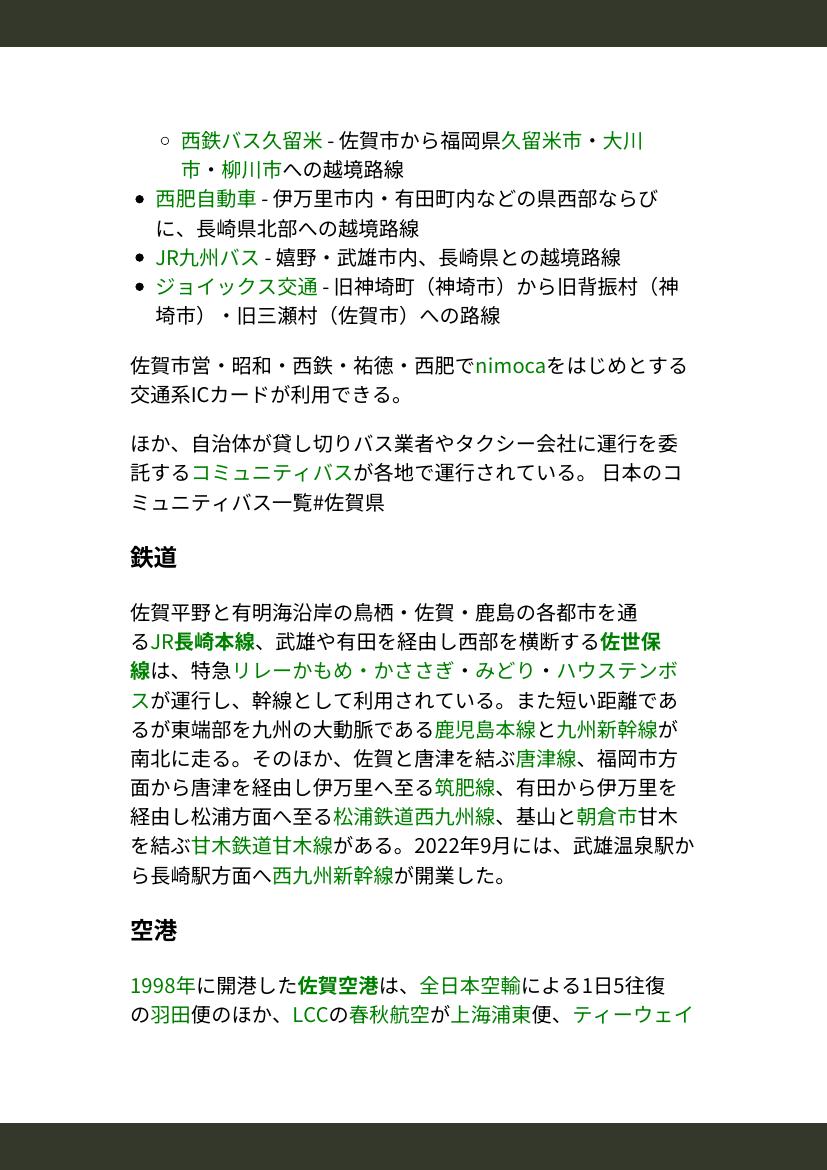 西鉄バス久留米 - 佐賀市から福岡県久留米市・大川
市・柳川市への越境路線
西肥自動車 - 伊万里市内・有田町内などの県西部ならび
に、長崎県北部への越境路線
JR九州バス - 嬉野・武雄市内、長崎県との越境路線
ジョイックス交通 - 旧神埼町（神埼市）から旧背振村（神
埼市）・旧三瀬村（佐賀市）への路線
佐賀市営・昭和・西鉄・祐徳・西肥でnimocaをはじめとする
交通系ICカードが利用できる。
ほか、自治体が貸し切りバス業者やタクシー会社に運行を委
託するコミュニティバスが各地で運行されている。 日本のコ
ミュニティバス一覧#佐賀県
鉄道
佐賀平野と有明海沿岸の鳥栖・佐賀・鹿島の各都市を通
るJR長崎本線、武雄や有田を経由し西部を横断する佐世保
線は、特急リレーかもめ・かささぎ・みどり・ハウステンボ
スが運行し、幹線として利用されている。また短い距離であ
るが東端部を九州の大動脈である鹿児島本線と九州新幹線が
南北に走る。そのほか、佐賀と唐津を結ぶ唐津線、福岡市方
面から唐津を経由し伊万里へ至る筑肥線、有田から伊万里を
経由し松浦方面へ至る松浦鉄道西九州線、基山と朝倉市甘木
を結ぶ甘木鉄道甘木線がある。2022年9月には、武雄温泉駅か
ら長崎駅方面へ西九州新幹線が開業した。
空港
1998年に開港した佐賀空港は、全日本空輸による1日5往復
の羽田便のほか、LCCの春秋航空が上海浦東便、ティーウェイ